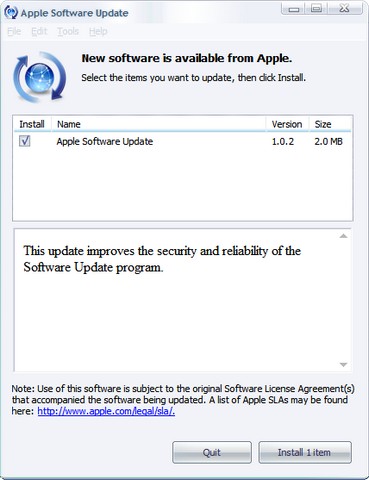 Apple Software Update
File Edit Tools Help
New software is available from Apple.
Select the items you want to update, then click Install.
Install Name Version Size
Apple Software Update 1.0.2 2.0 MB
This update improves the security and reliability of the
Software Update program.
Note: Use of this software is subject to the original Software License Agreement(s)
that accompanied the software being updated. A list of Apple SLAs may be found
here: http://www.apple.com/legal/sla/.
Quit Install 1 item